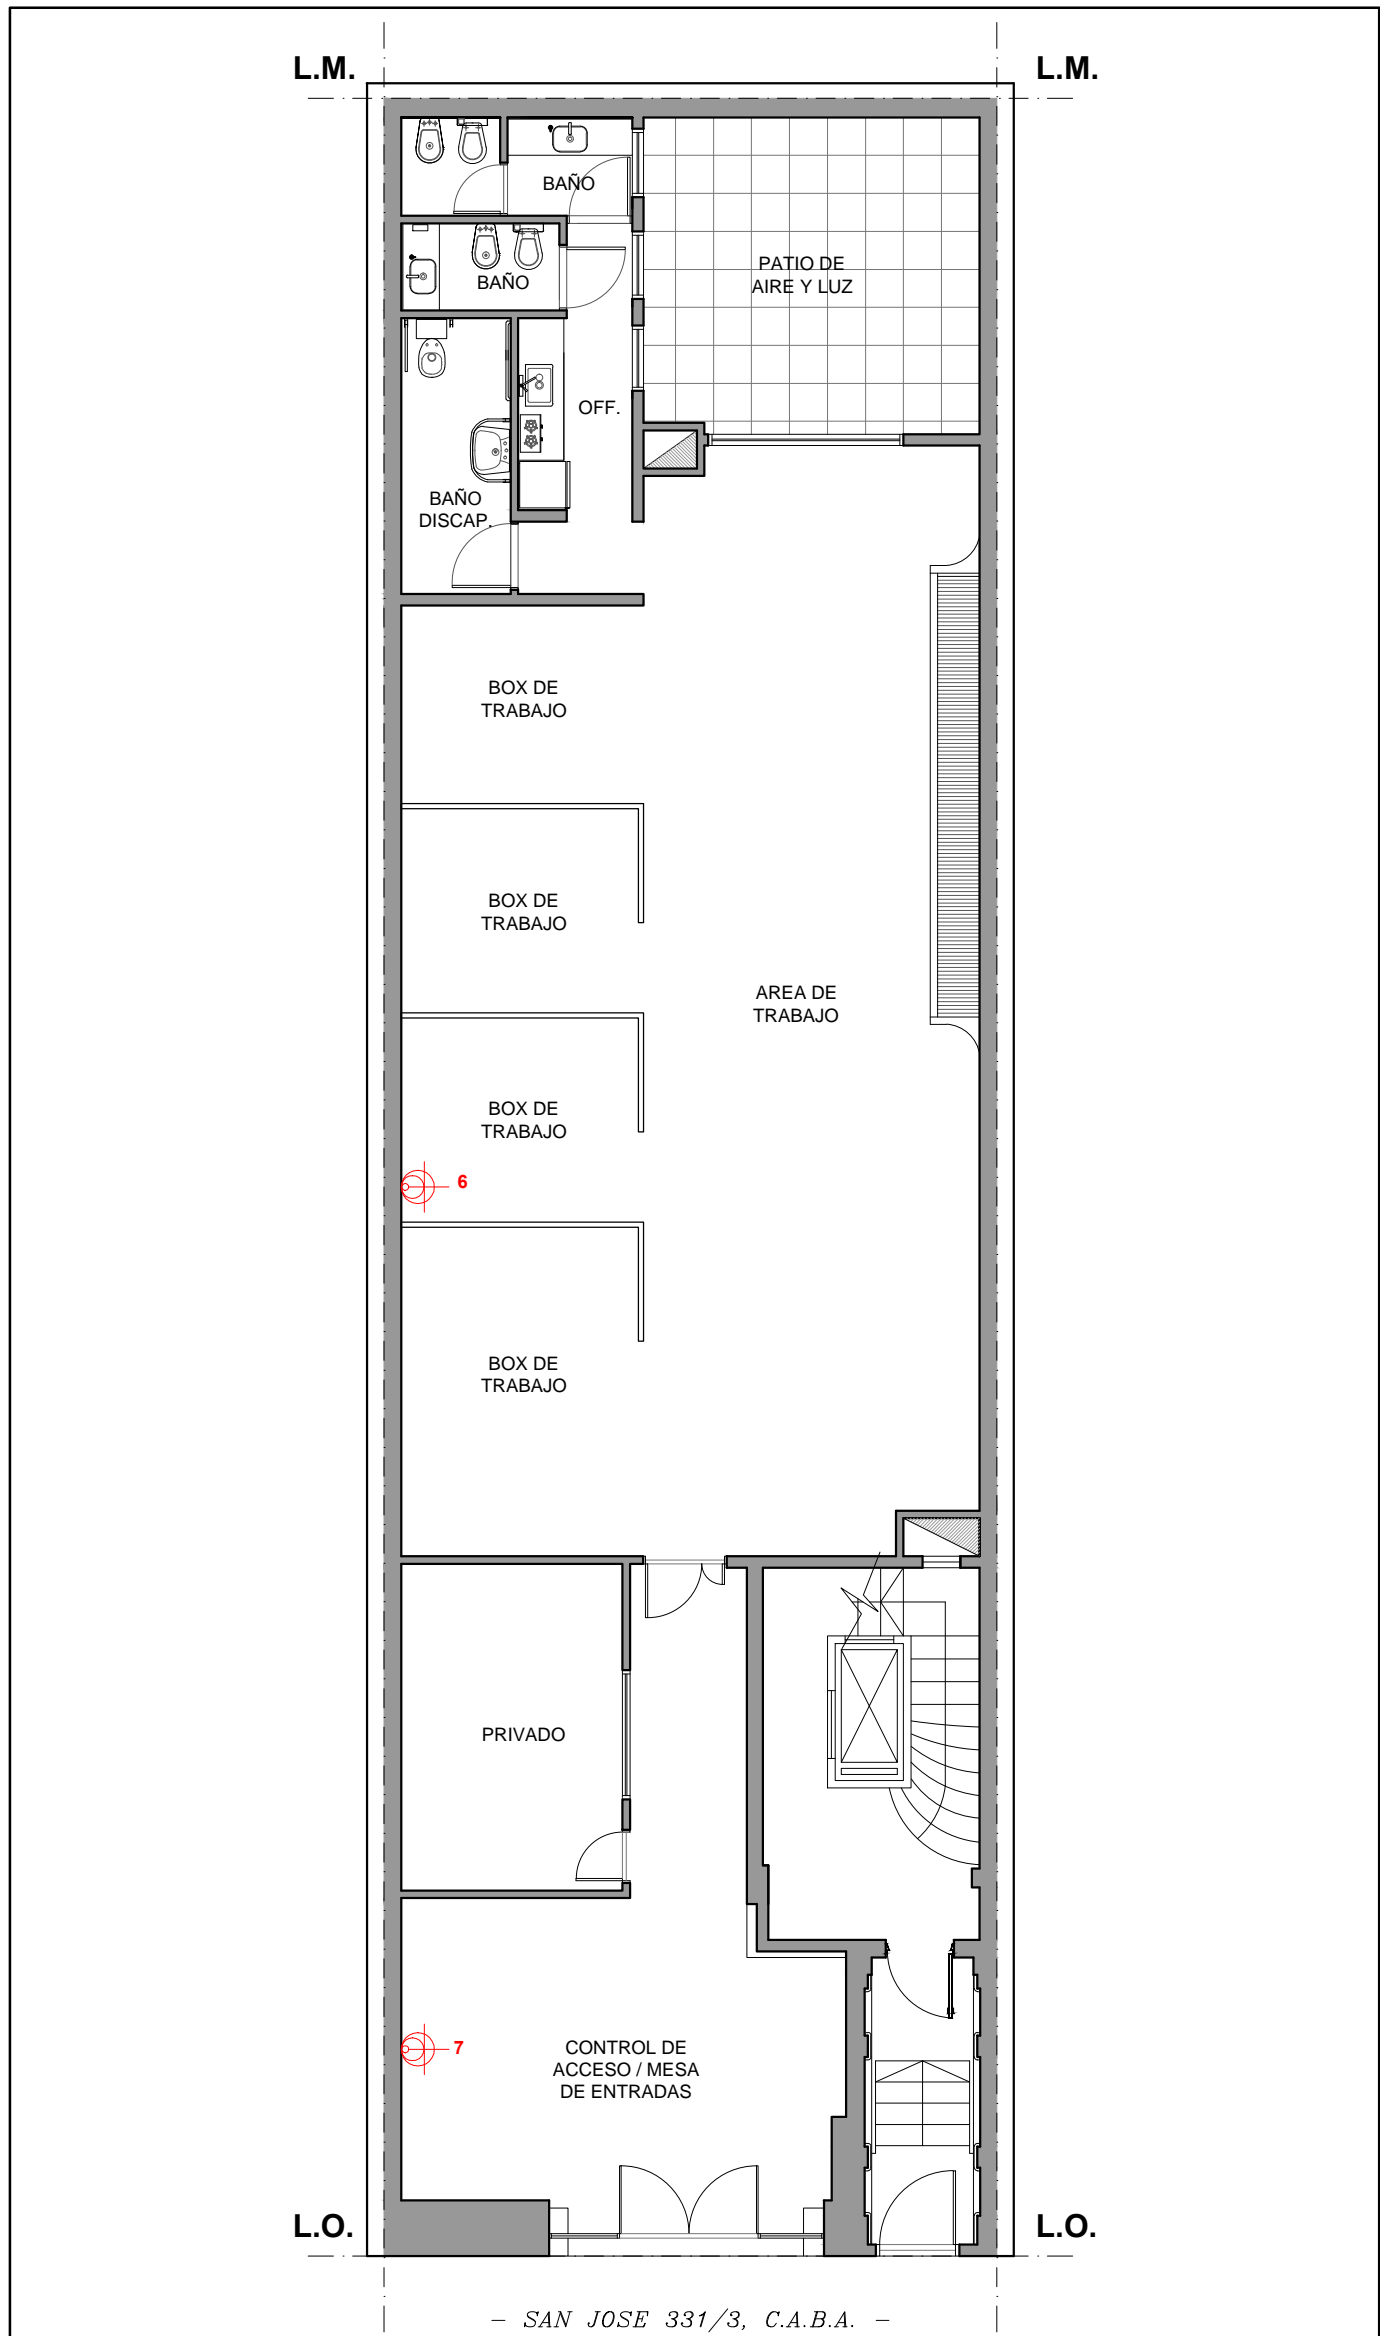 L.M.
L.M.
BAÑO
BAÑO
PATIO DE
AIRE Y LUZ
OFF.
BAÑO
DISCAP.
BOX DE
TRABAJO
BOX DE
TRABAJO
AREA DE
TRABAJO
BOX DE
TRABAJO
6
BOX DE
TRABAJO
PRIVADO
7
CONTROL DE
ACCESO / MESA
DE ENTRADAS
L.O.
L.O.
- SAN JOSE 331/3, C.A.B.A. -